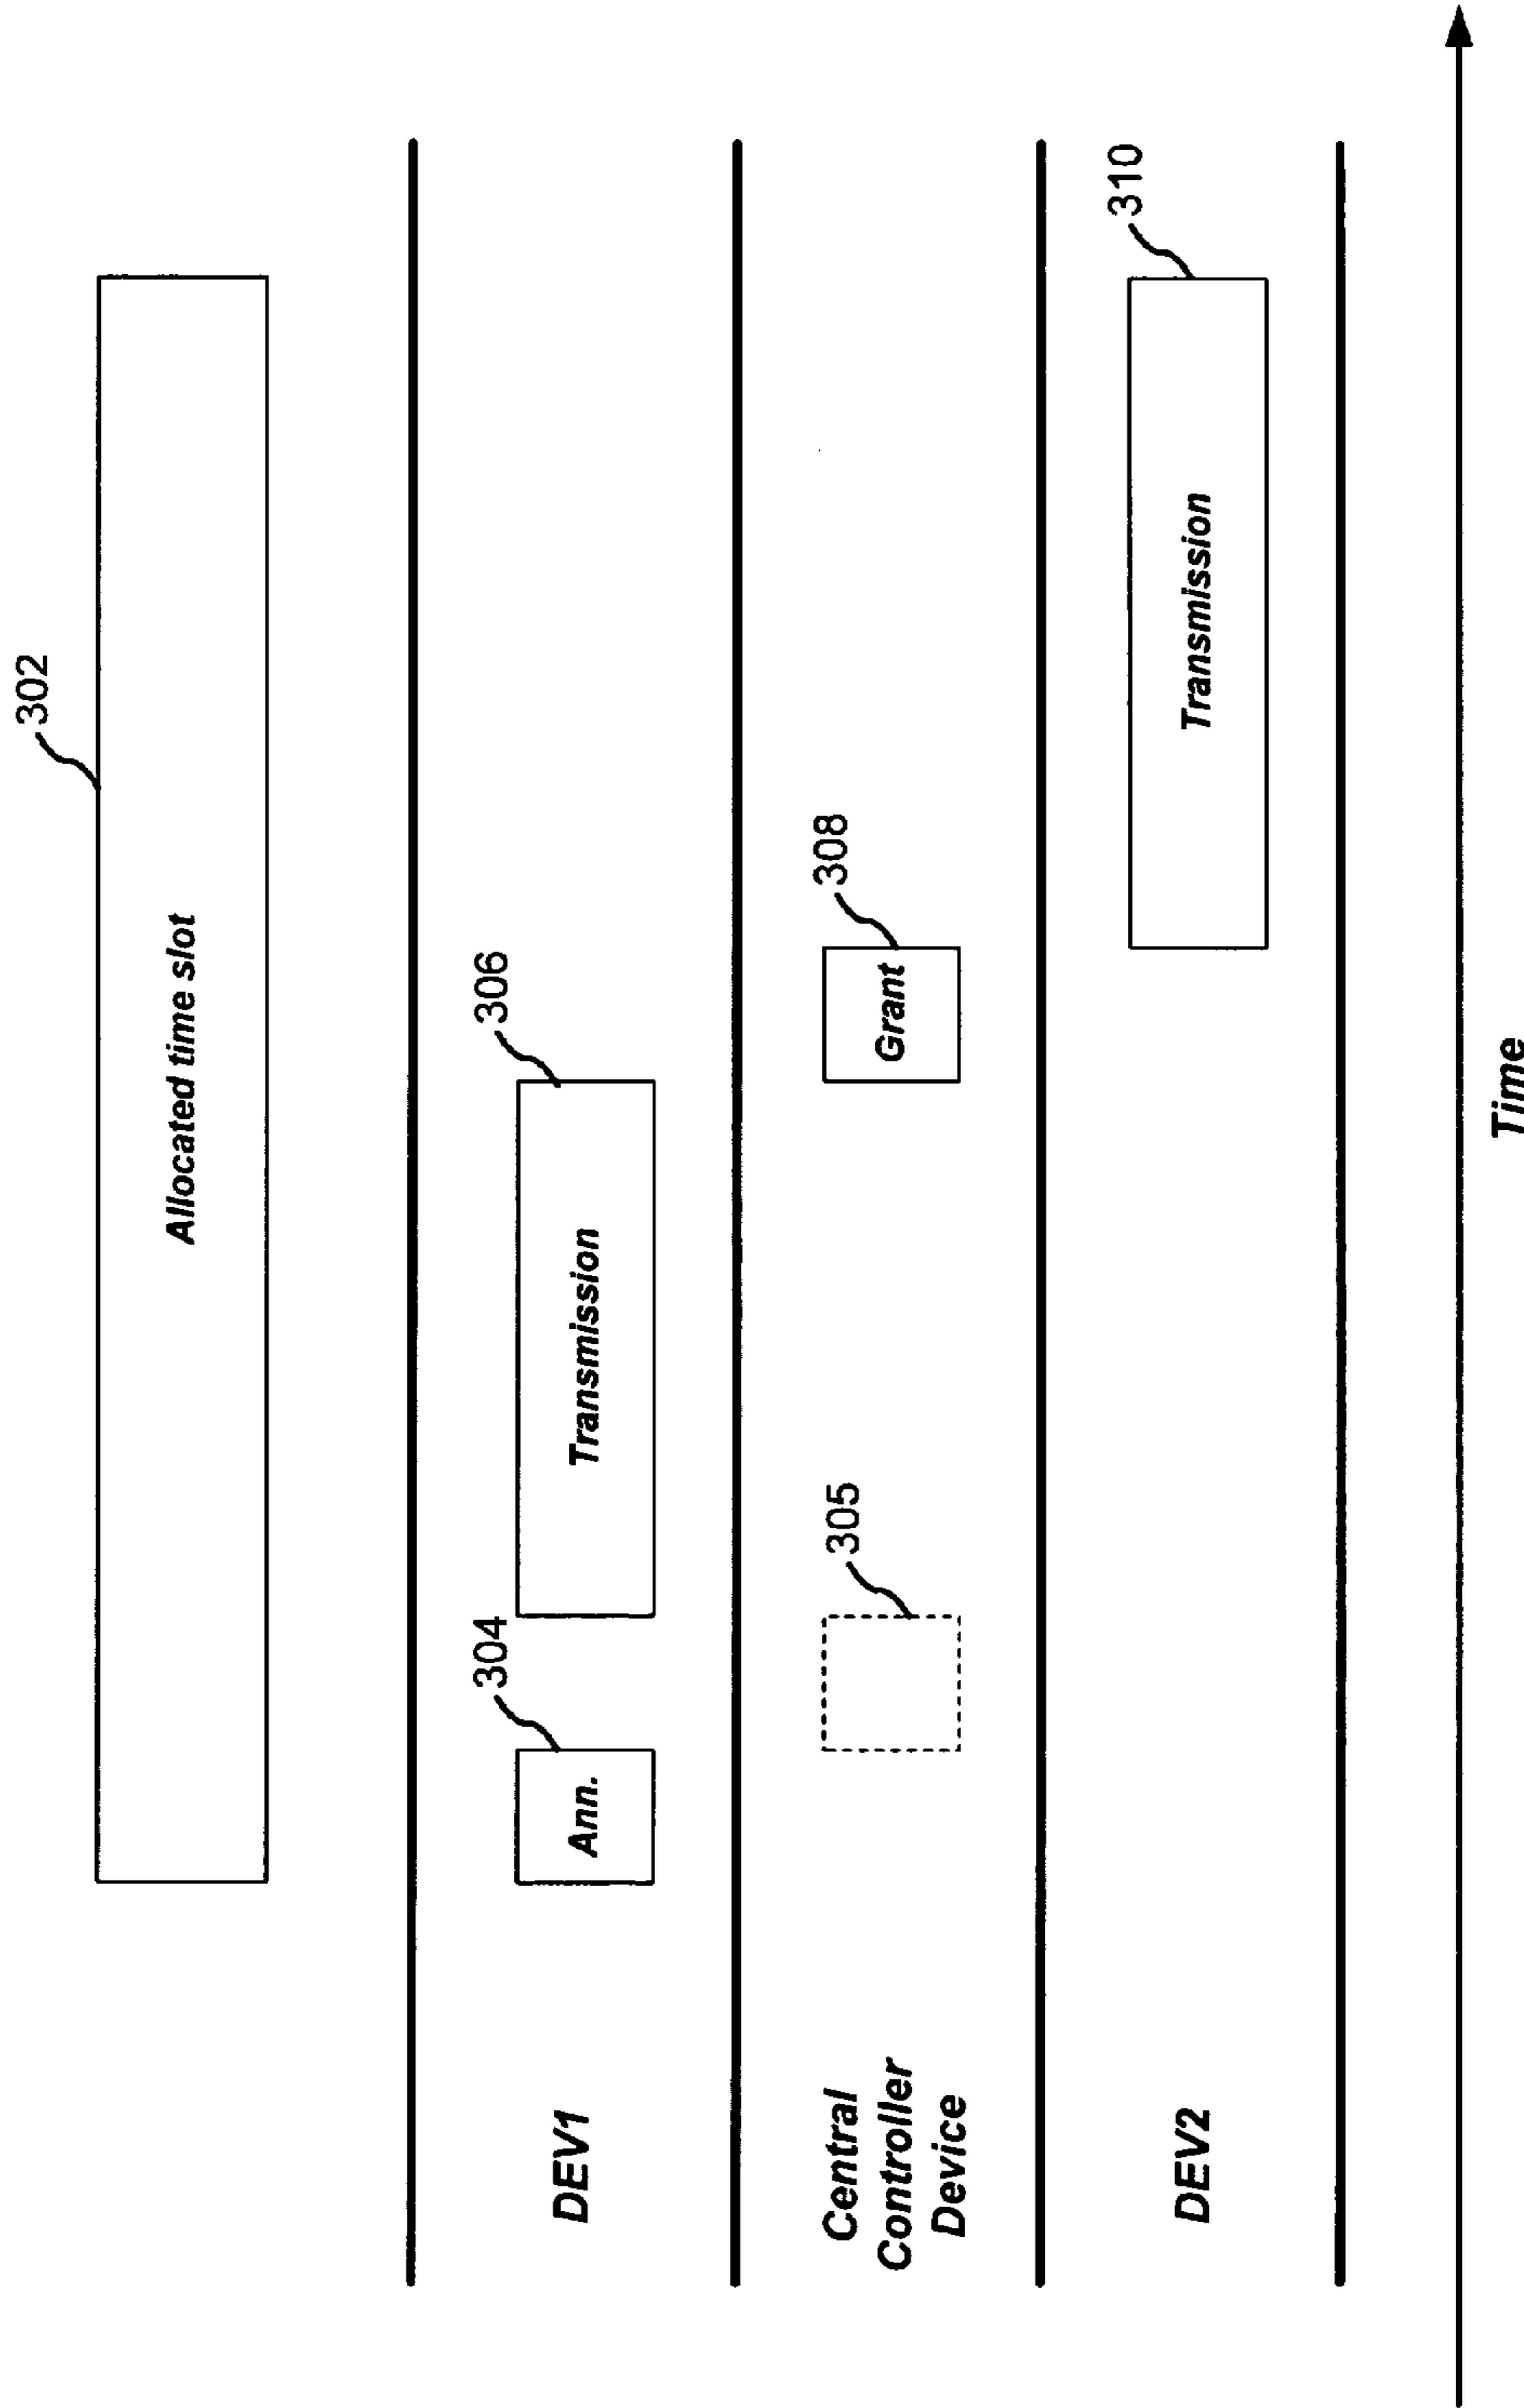 302
Allocated time slot
304
306
DEV1
Ann.
Transmission
305
308
Central
Controller
Device
Grant
310
DEV2
Transmission
Time